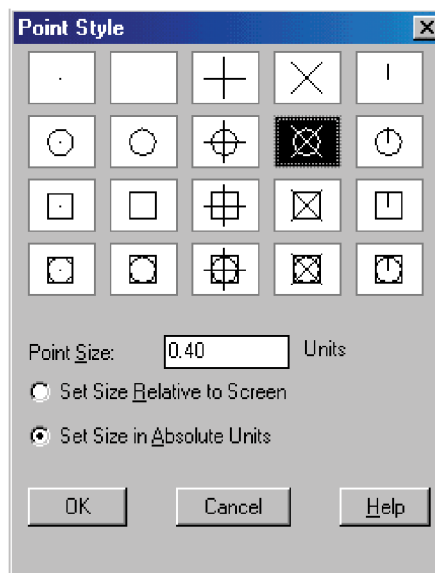 Point Style
Point Size: 0.40 Units
Set Size Relative to Screen
Set Size in Absolute Units
OK Cancel Help